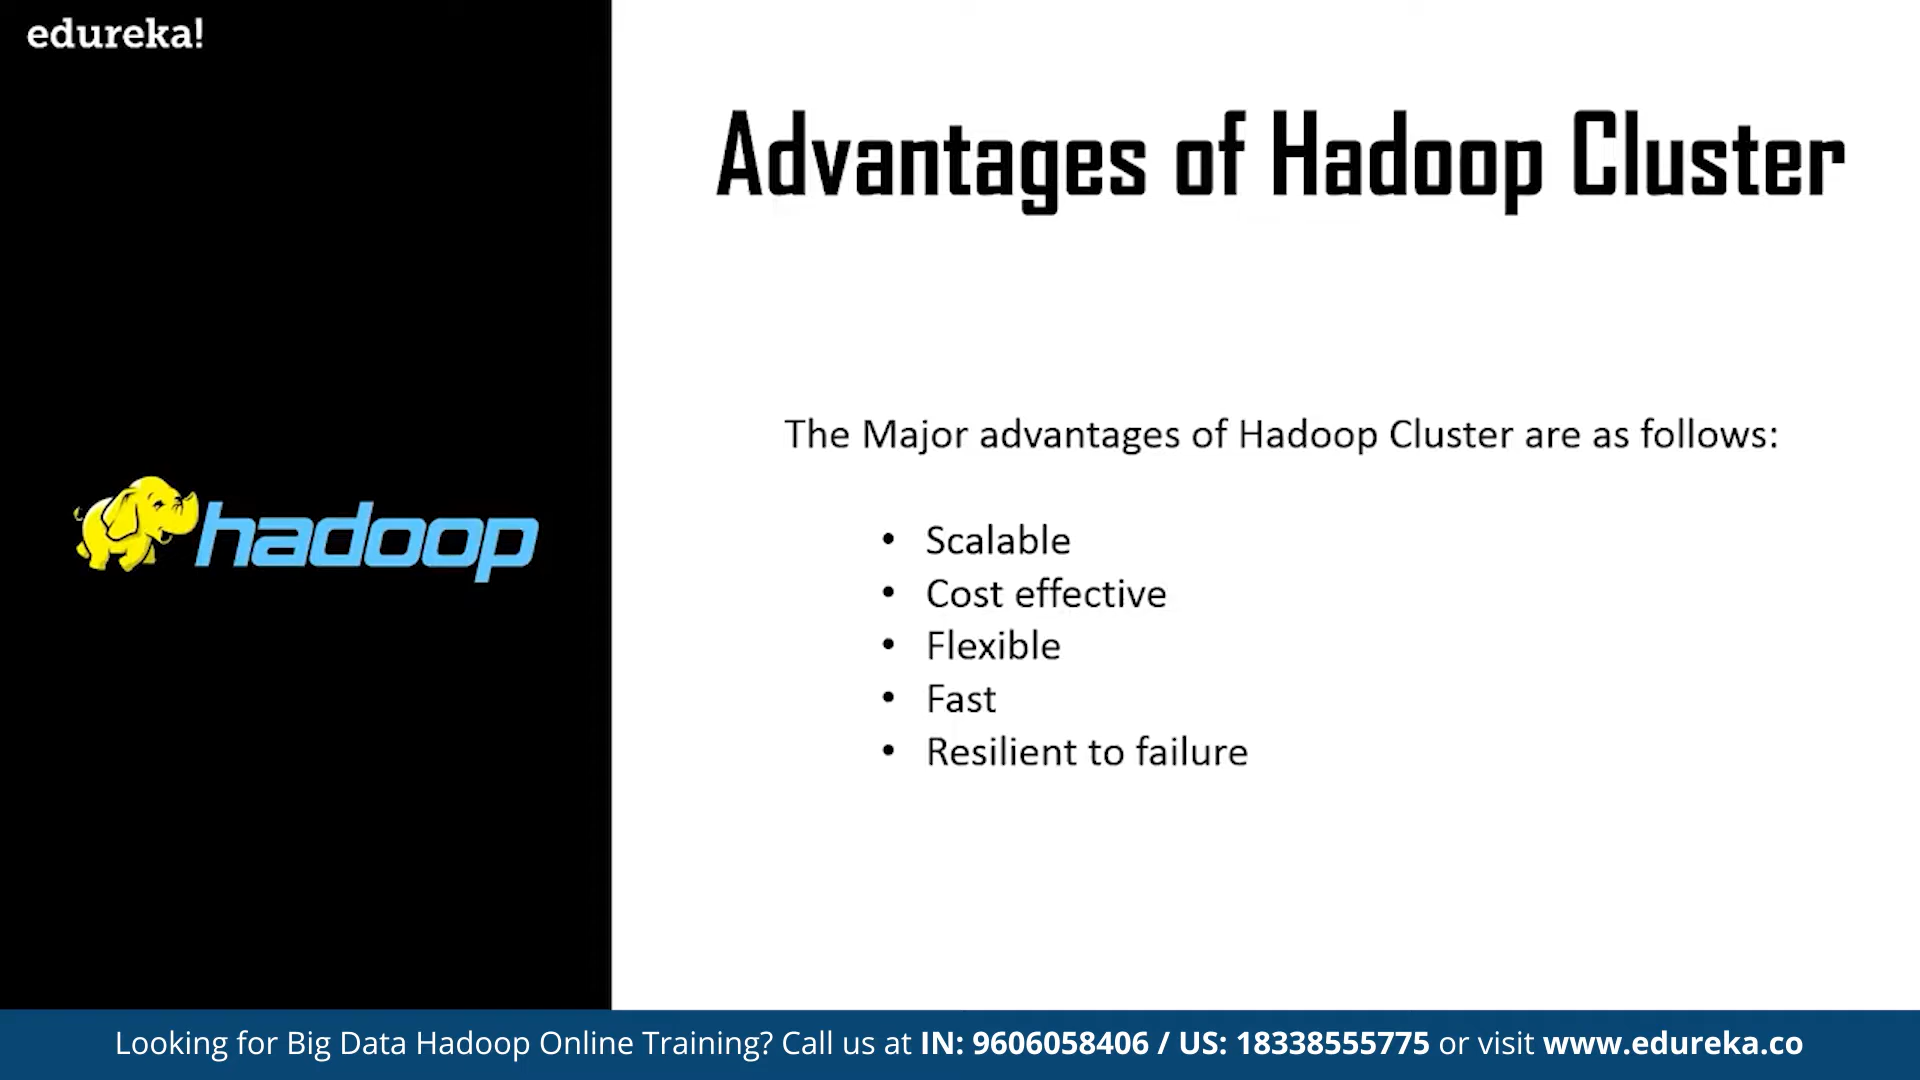 edureka!
Advantages of Hadoop Cluster
The Major advantages of Hadoop Cluster are as follows:
• Scalable
• Cost effective
• Flexible
• Fast
• Resilient to failure
hadoop
Looking for Big Data Hadoop Online Training? Call us at IN: 9606058406 / US: 18338555775 or visit www.edureka.co